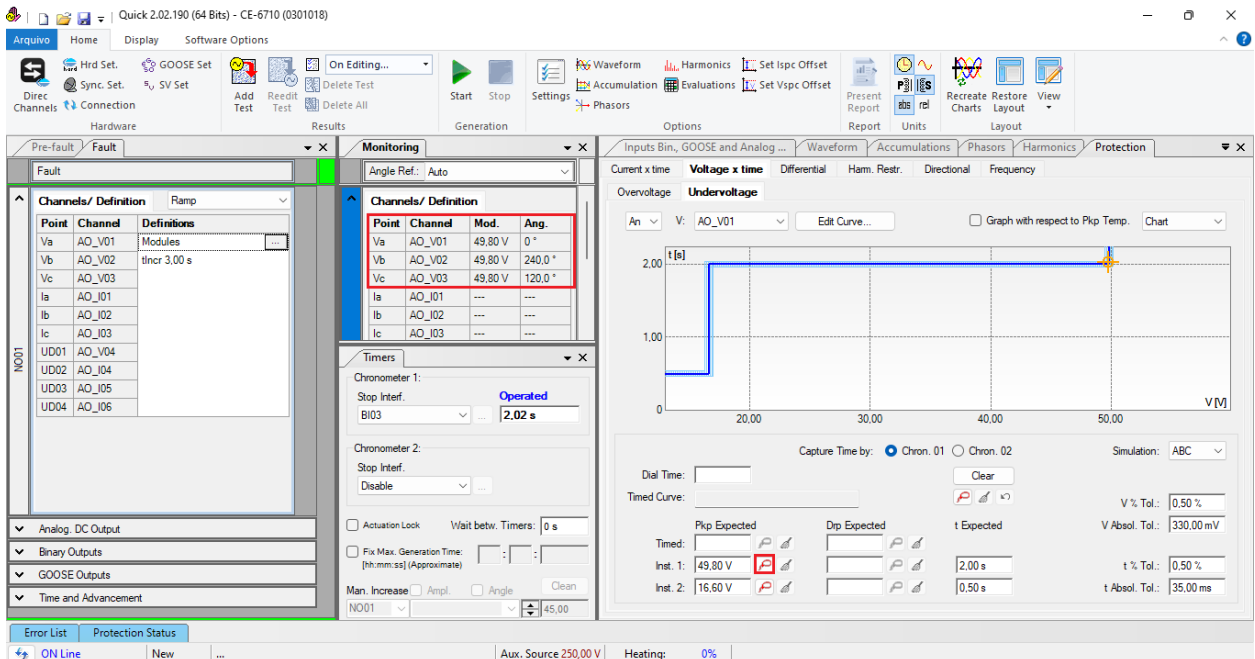 Quick 2.02.190 (64 Bits) - CE-6710 (0301018)
Arquivo Home Display Software Options
Direc Channels
Hrd Set.
Sync. Set.
Connection
GOOSE Set
SV Set
Hardware
Add Test
Reedit Test
On Editing...
Delete Test
Delete All
Results
Start
Stop
Generation
Settings
Waveform
Accumulation
Phasors
Harmonics
Evaluations
Set Ispc Offset
Set Vspc Offset
Options
Present Report
Report
abs rel
Units
Recreate Charts
Restore Layout
View
Layout
Pre-fault Fault
Fault
Channels/ Definition Ramp
Point Channel Definitions
Va AO_V01 Modules ...
Vb AO_V02 tIncr 3,00 s
Vc AO_V03
Ia AO_I01
Ib AO_I02
Ic AO_I03
UD01 AO_V04
UD02 AO_I04
UD03 AO_I05
UD04 AO_I06
NO01
Analog. DC Output
Binary Outputs
GOOSE Outputs
Time and Advancement
Monitoring
Angle Ref.: Auto
Channels/ Definition
Point Channel Mod. Ang.
Va AO_V01 49,80 V 0 °
Vb AO_V02 49,80 V 240,0 °
Vc AO_V03 49,80 V 120,0 °
Ia AO_I01 --- ---
Ib AO_I02 --- ---
Ic AO_I03 --- ---
Timers
Chronometer 1:
Stop Interf. Operated
BI03 ... 2,02 s
Chronometer 2:
Stop Interf.
Disable ...
Actuation Lock Wait betw. Timers: 0 s
Fix Max. Generation Time: : :
[hh:mm:ss] (Approximate)
Man. Increase Ampl. Angle Clean
NO01 45,00
Inputs Bin., GOOSE and Analog ... Waveform Accumulations Phasors Harmonics Protection
Current x time Voltage x time Differential Harm. Restr. Directional Frequency
Overvoltage Undervoltage
An V: AO_V01 Edit Curve... Graph with respect to Pkp Temp. Chart
t [s]
2,00
1,00
0
20,00 30,00 40,00 50,00
V [V]
Capture Time by: Chron. 01 Chron. 02 Simulation: ABC
Dial Time: Clear
Timed Curve: V % Tol.: 0,50 %
Pkp Expected Drp Expected t Expected V Absol. Tol.: 330,00 mV
Timed:
Inst. 1: 49,80 V 2,00 s t % Tol.: 0,50 %
Inst. 2: 16,60 V 0,50 s t Absol. Tol.: 35,00 ms
Error List Protection Status
ON Line New ... Aux. Source 250,00 V Heating: 0%